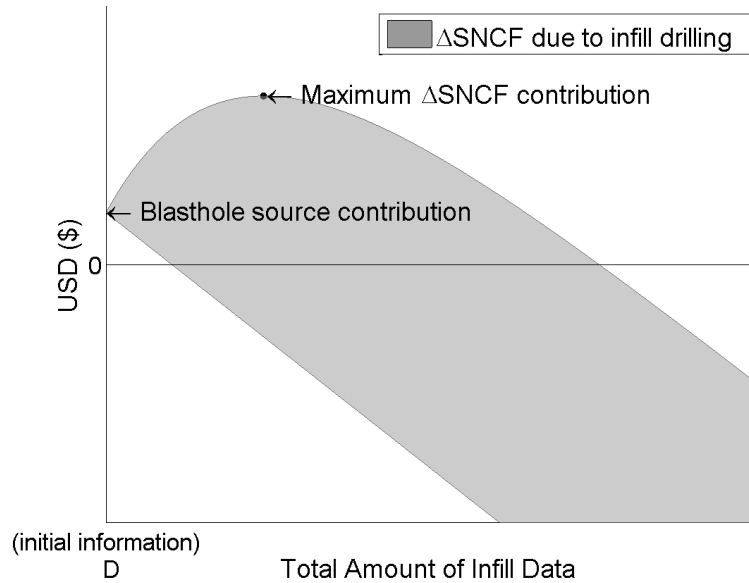 ΔSNCF due to infill drilling
Maximum ΔSNCF contribution
Blasthole source contribution
USD ($)
0
(initial information)
D
Total Amount of Infill Data